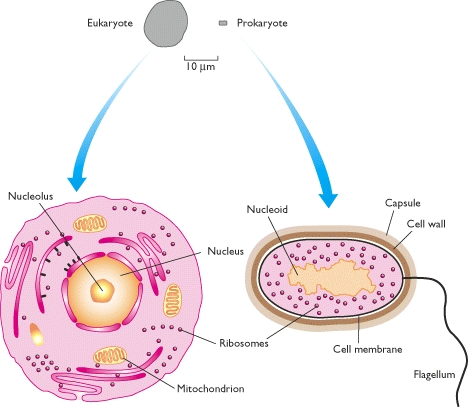 Eukaryote
Prokaryote
10 µm
Nucleolus
Nucleoid
Capsule
Cell wall
Nucleus
Ribosomes
Cell membrane
Mitochondrion
Flagellum